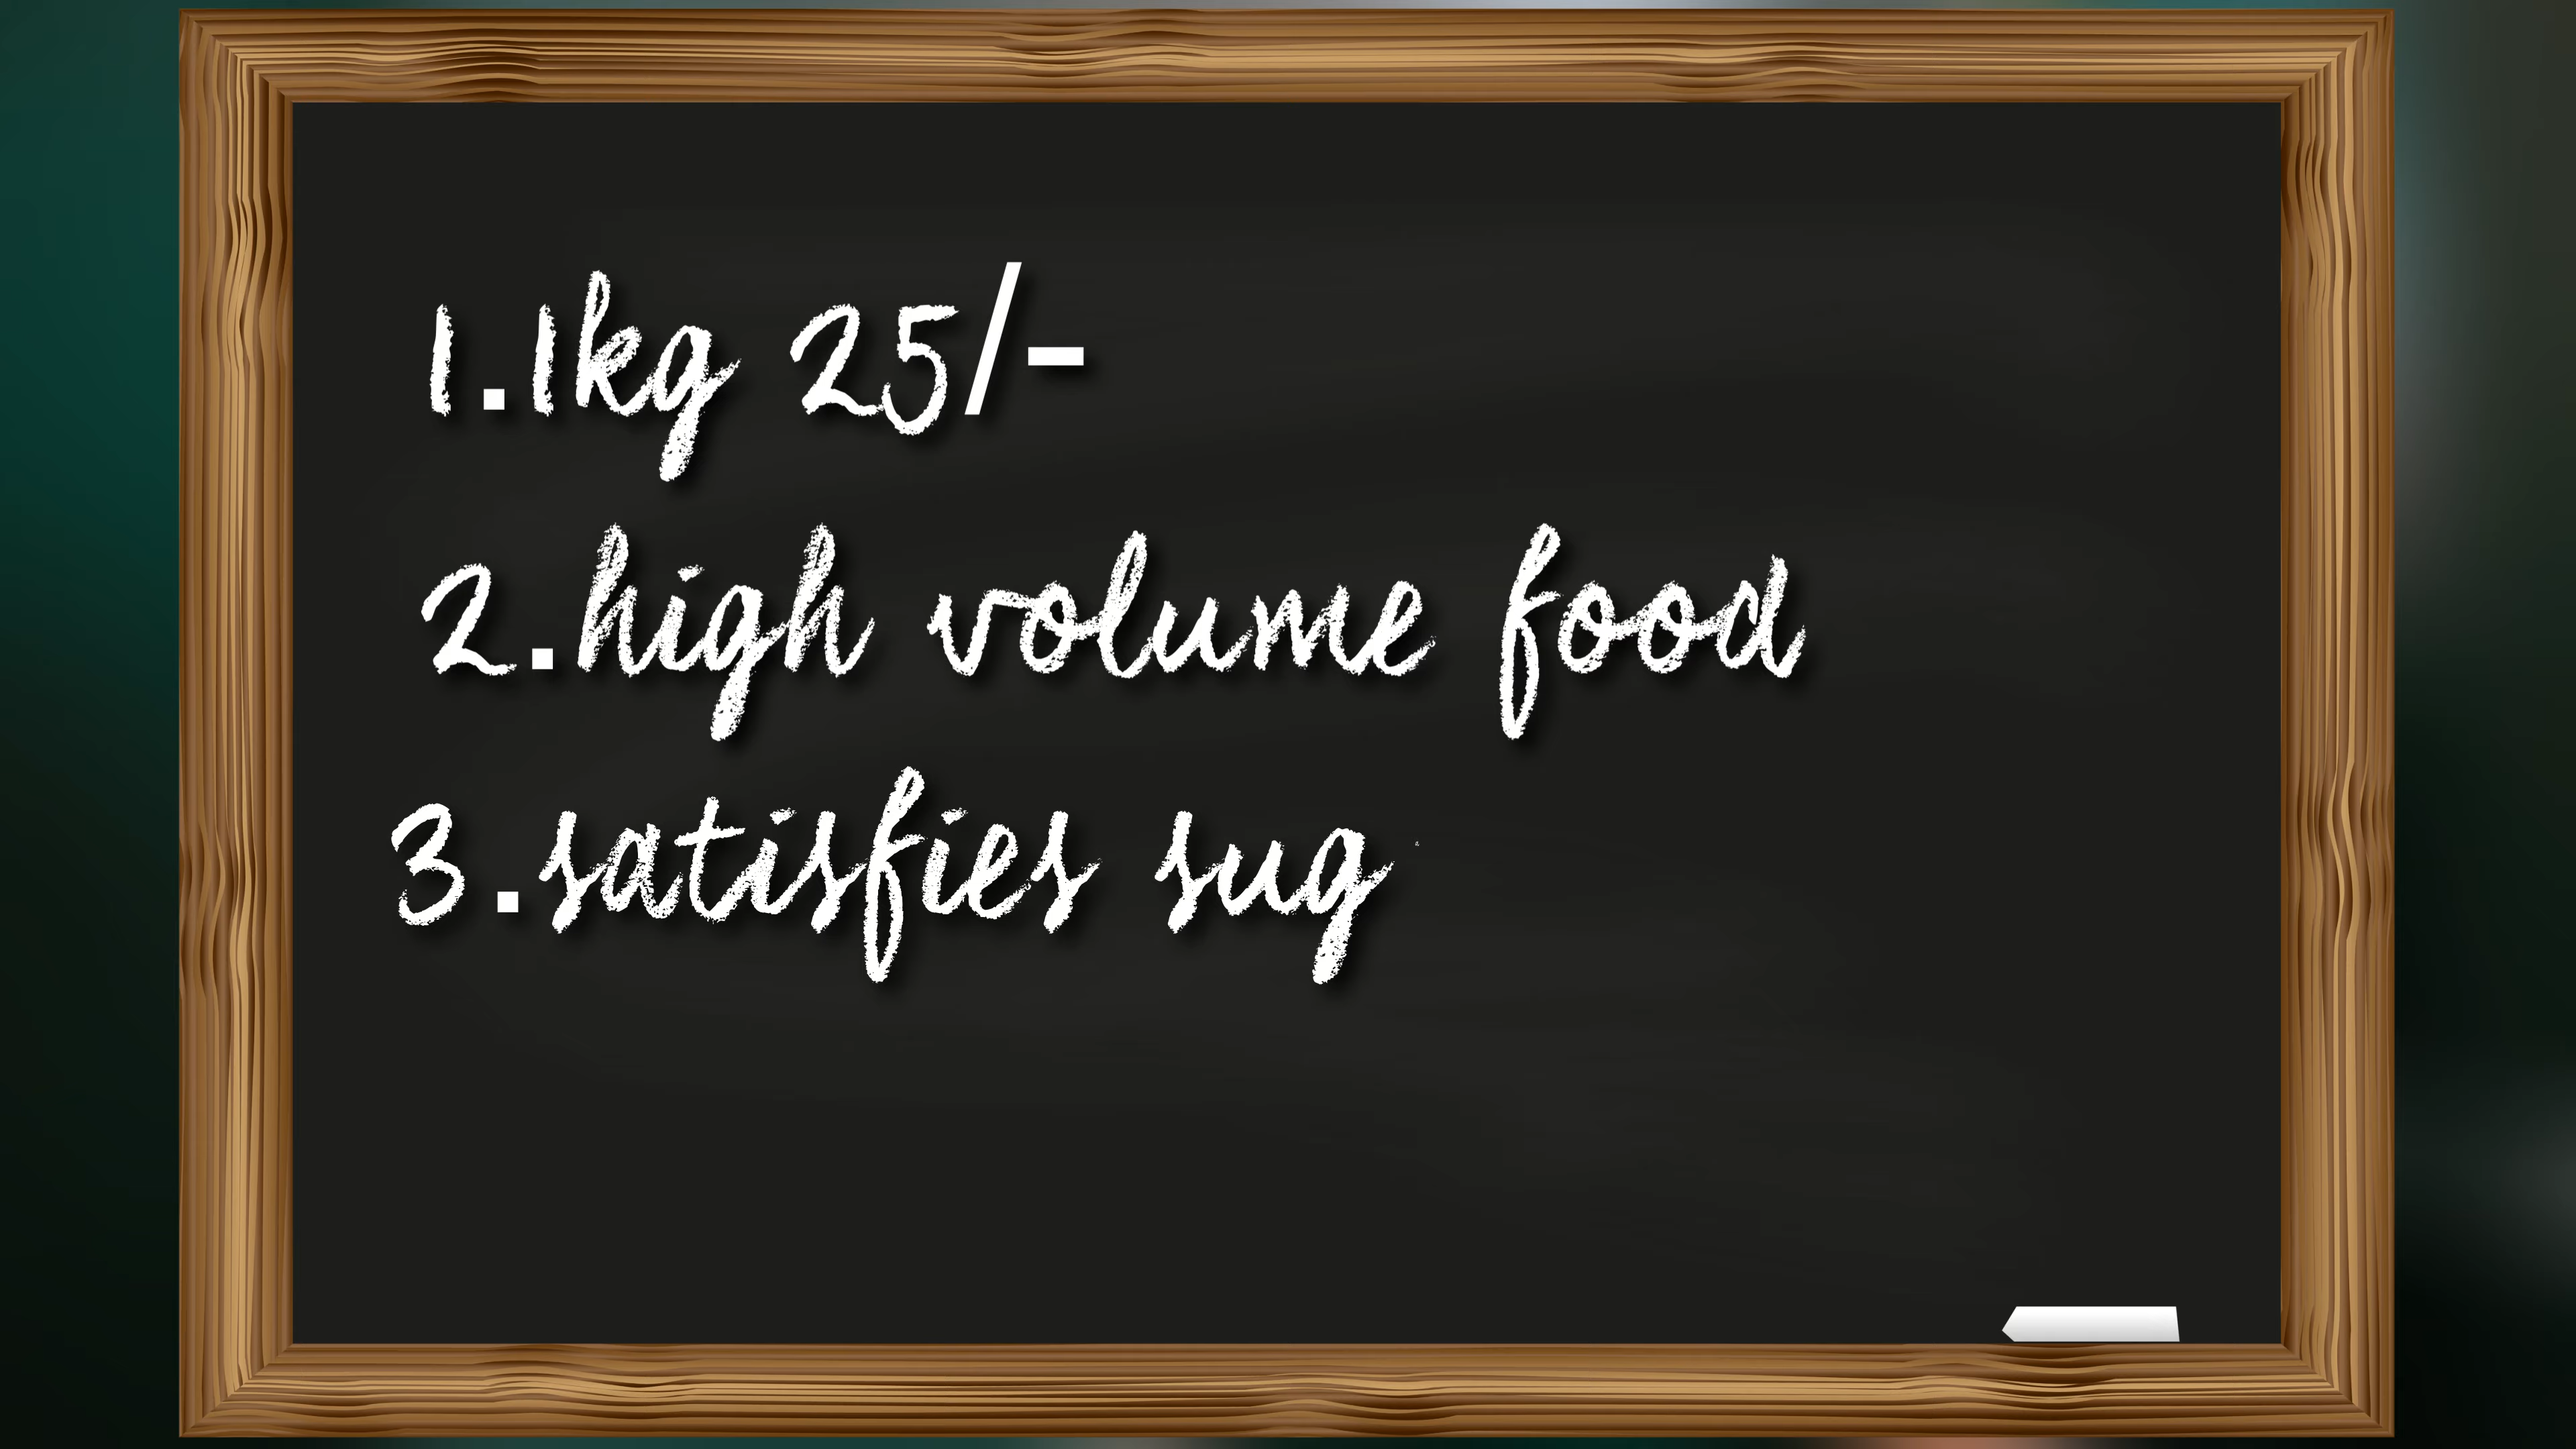 1.1kg 25/-
2.high volume food
3.satisfies sug